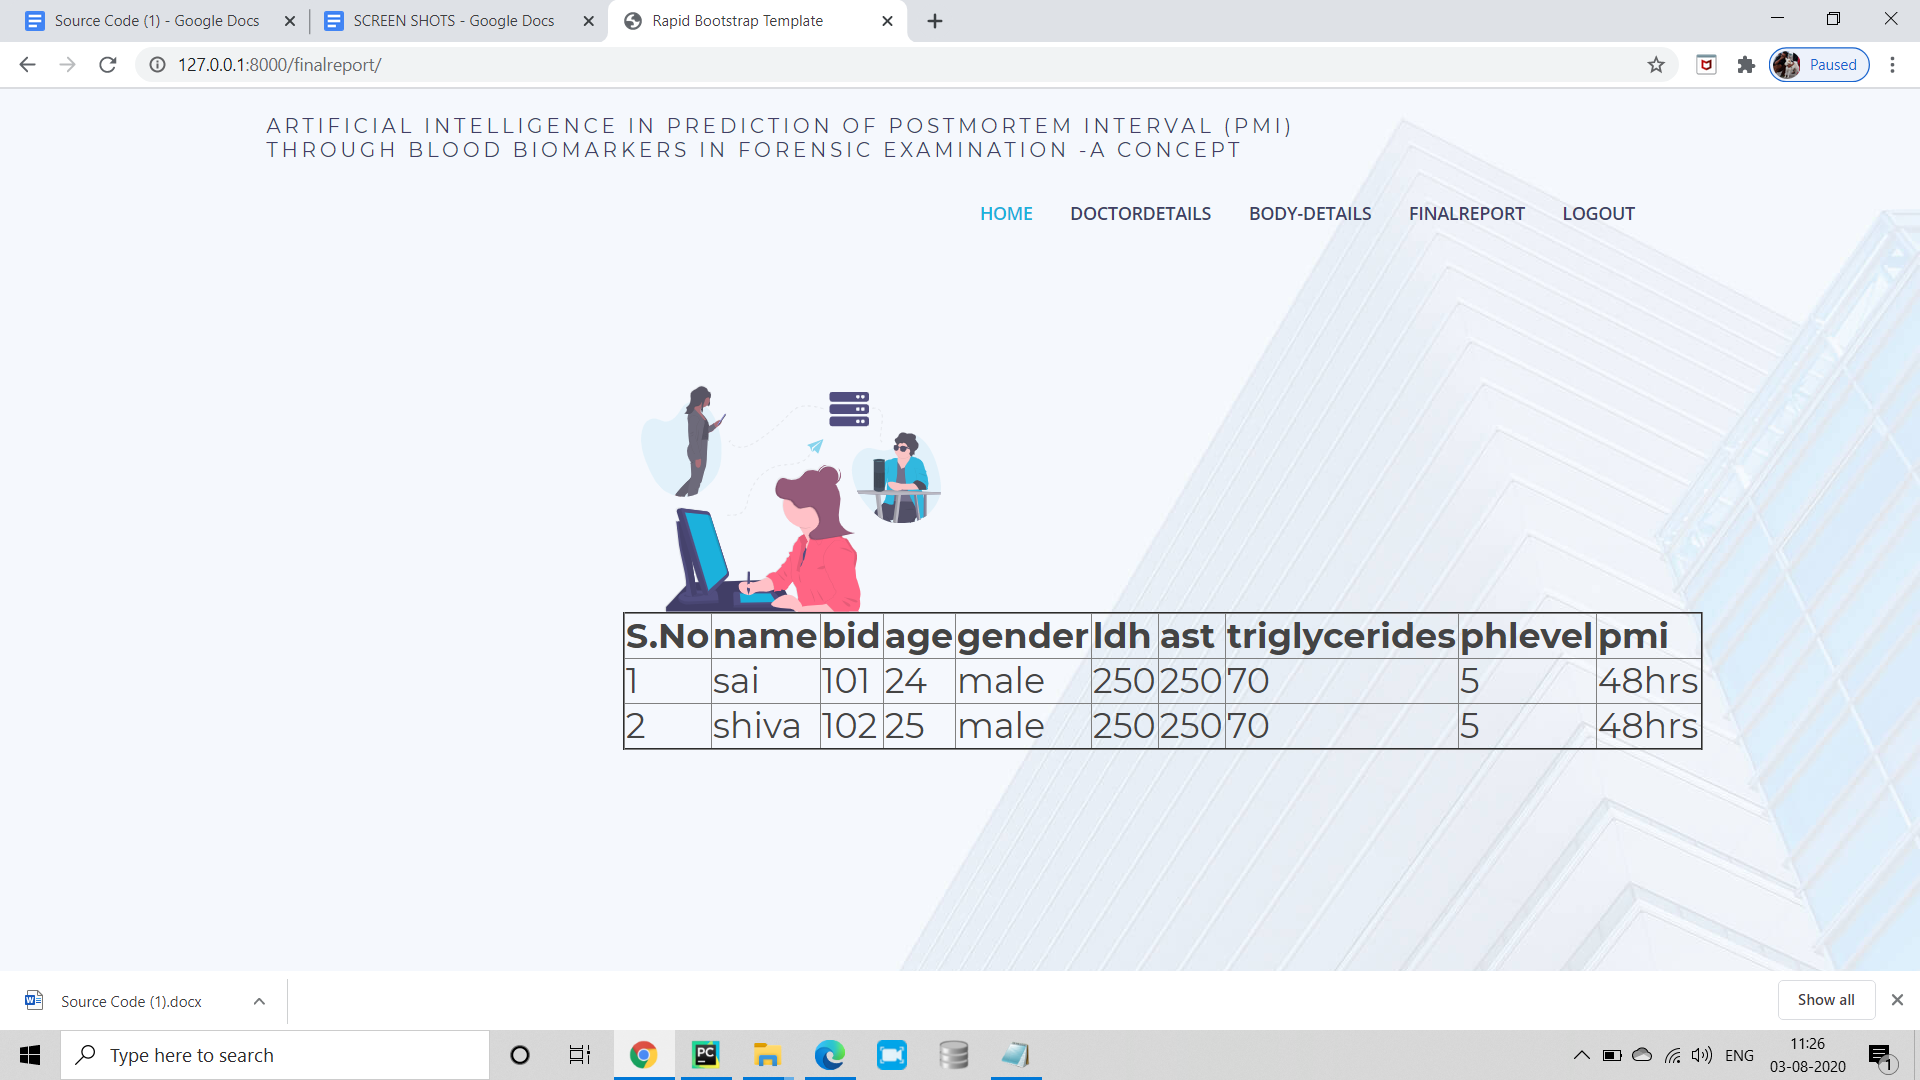 Source Code (1) - Google Docs
SCREEN SHOTS - Google Docs
Rapid Bootstrap Template
127.0.0.1:8000/finalreport/
Paused
ARTIFICIAL INTELLIGENCE IN PREDICTION OF POSTMORTEM INTERVAL (PMI)
THROUGH BLOOD BIOMARKERS IN FORENSIC EXAMINATION -A CONCEPT
HOME DOCTORDETAILS BODY-DETAILS FINALREPORT LOGOUT
S.No name bid age gender ldh ast triglycerides phlevel pmi
1 sai 101 24 male 250 250 70 5 48hrs
2 shiva 102 25 male 250 250 70 5 48hrs
Source Code (1).docx
Show all
Type here to search
PC
ENG
11:26
03-08-2020
1